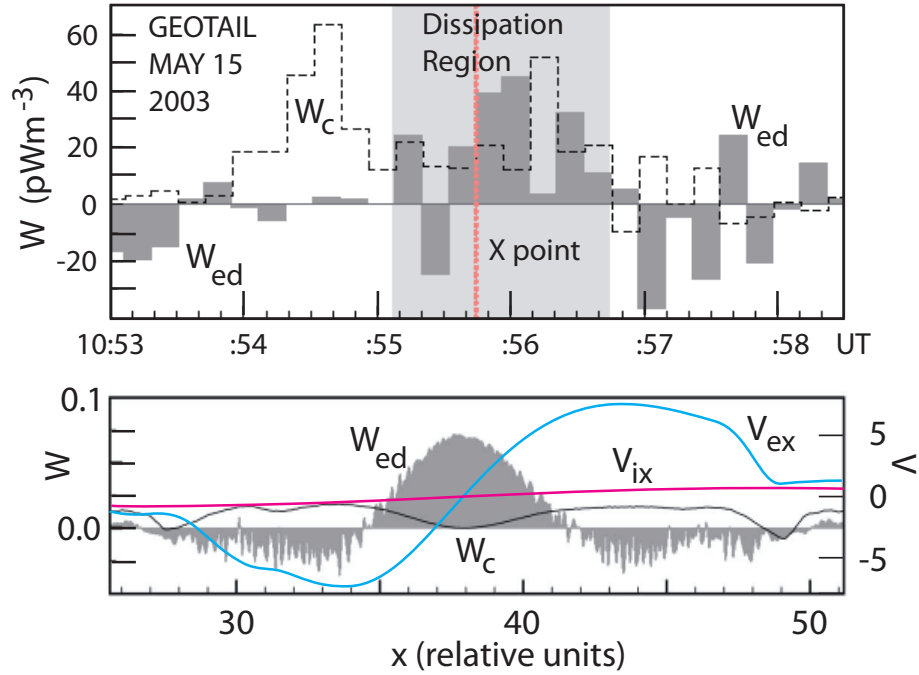 GEOTAIL
MAY 15
2003
Dissipation
Region
W_c
W_ed
W_ed
X point
W (pWm⁻³)
60
40
20
0
-20
10:53 :54 :55 :56 :57 :58 UT
0.1
0.0
W
W_ed
V_ex
V_ix
W_c
5
0
-5
V
30 40 50
x (relative units)